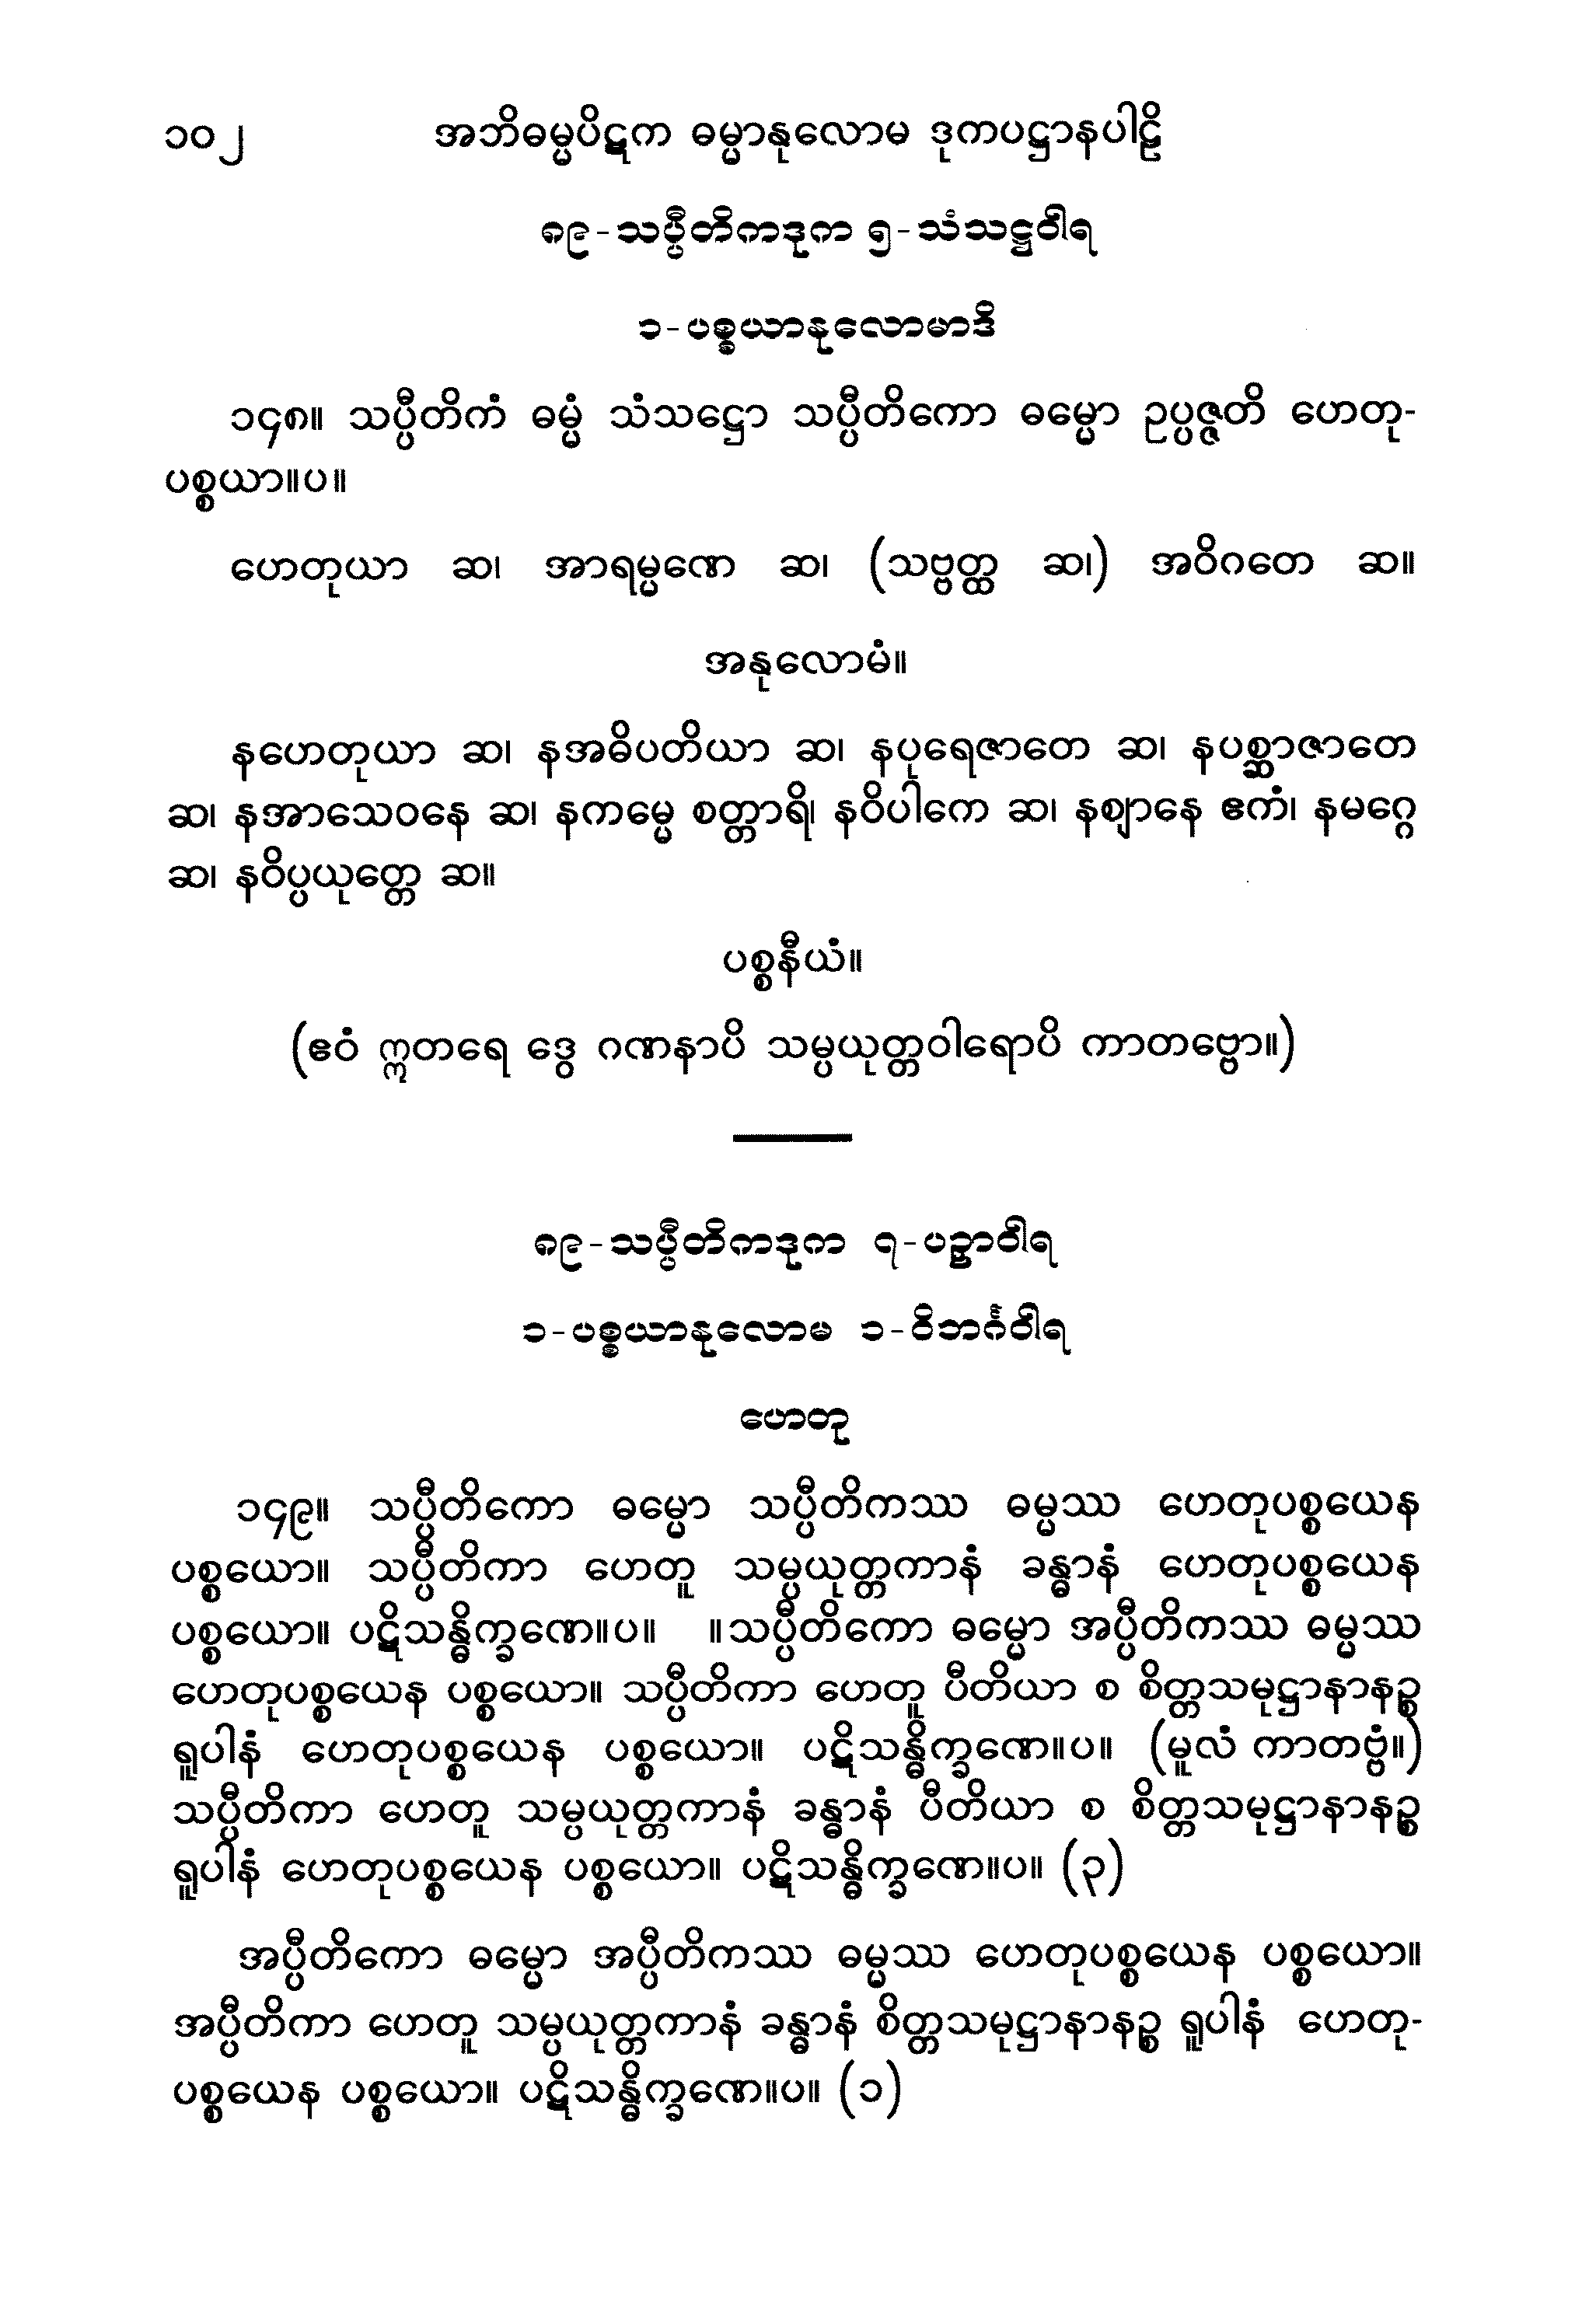 ၁၀၂ အဘိဓမ္မပိဋက ဓမ္မာနုလောမ ဒုကပဋ္ဌာနပါဠိ
၈၉-သပ္ပီတိကဒုက ၅-သံသဋ္ဌဝါရ
၁-ပစ္စယာနုလောမာဒိ
၁၄၈။ သပ္ပီတိကံ ဓမ္မံ သံသဋ္ဌော သပ္ပီတိကော ဓမ္မော ဥပ္ပဇ္ဇတိ ဟေတု-
ပစ္စယာ။ပ။
ဟေတုယာ ဆ၊ အာရမ္မဏေ ဆ၊ (သဗ္ဗတ္ထ ဆ၊) အဝိဂတေ ဆ။
အနုလောမံ။
နဟေတုယာ ဆ၊ နအဓိပတိယာ ဆ၊ နပုရေဇာတေ ဆ၊ နပစ္ဆာဇာတေ
ဆ၊ နအာသေဝနေ ဆ၊ နကမ္မေ စတ္တာရိ၊ နဝိပါကေ ဆ၊ နဈာနေ ဧကံ၊ နမဂ္ဂေ
ဆ၊ နဝိပ္ပယုတ္တေ ဆ။
ပစ္စနီယံ။
(ဧဝံ ဣတရေ ဒွေ ဂဏနာပိ သမ္ပယုတ္တဝါရောပိ ကာတဗ္ဗော။)
၈၉-သပ္ပီတိကဒုက ၇-ပဉှာဝါရ
၁-ပစ္စယာနုလောမ ၁-ဝိဘင်္ဂဝါရ
ဟေတု
၁၄၉။ သပ္ပီတိကော ဓမ္မော သပ္ပီတိကဿ ဓမ္မဿ ဟေတုပစ္စယေန
ပစ္စယော။ သပ္ပီတိကာ ဟေတူ သမ္ပယုတ္တကာနံ ခန္ဓာနံ ဟေတုပစ္စယေန
ပစ္စယော။ ပဋိသန္ဓိက္ခဏေ။ပ။ ။သပ္ပီတိကော ဓမ္မော အပ္ပီတိကဿ ဓမ္မဿ
ဟေတုပစ္စယေန ပစ္စယော။ သပ္ပီတိကာ ဟေတူ ပီတိယာ စ စိတ္တသမုဋ္ဌာနာနဉ္စ
ရူပါနံ ဟေတုပစ္စယေန ပစ္စယော။ ပဋိသန္ဓိက္ခဏေ။ပ။ (မူလံ ကာတဗ္ဗံ။)
သပ္ပီတိကာ ဟေတူ သမ္ပယုတ္တကာနံ ခန္ဓာနံ ပီတိယာ စ စိတ္တသမုဋ္ဌာနာနဉ္စ
ရူပါနံ ဟေတုပစ္စယေန ပစ္စယော။ ပဋိသန္ဓိက္ခဏေ။ပ။ (၃)
အပ္ပီတိကော ဓမ္မော အပ္ပီတိကဿ ဓမ္မဿ ဟေတုပစ္စယေန ပစ္စယော။
အပ္ပီတိကာ ဟေတူ သမ္ပယုတ္တကာနံ ခန္ဓာနံ စိတ္တသမုဋ္ဌာနာနဉ္စ ရူပါနံ ဟေတု-
ပစ္စယေန ပစ္စယော။ ပဋိသန္ဓိက္ခဏေ။ပ။ (၁)